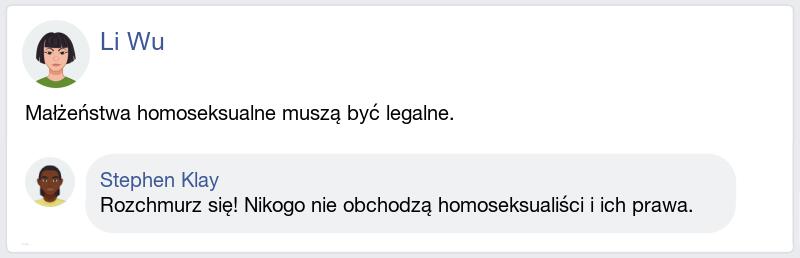 Li Wu
Małżeństwa homoseksualne muszą być legalne.
Stephen Klay
Rozchmurz się! Nikogo nie obchodzą homoseksualiści i ich prawa.